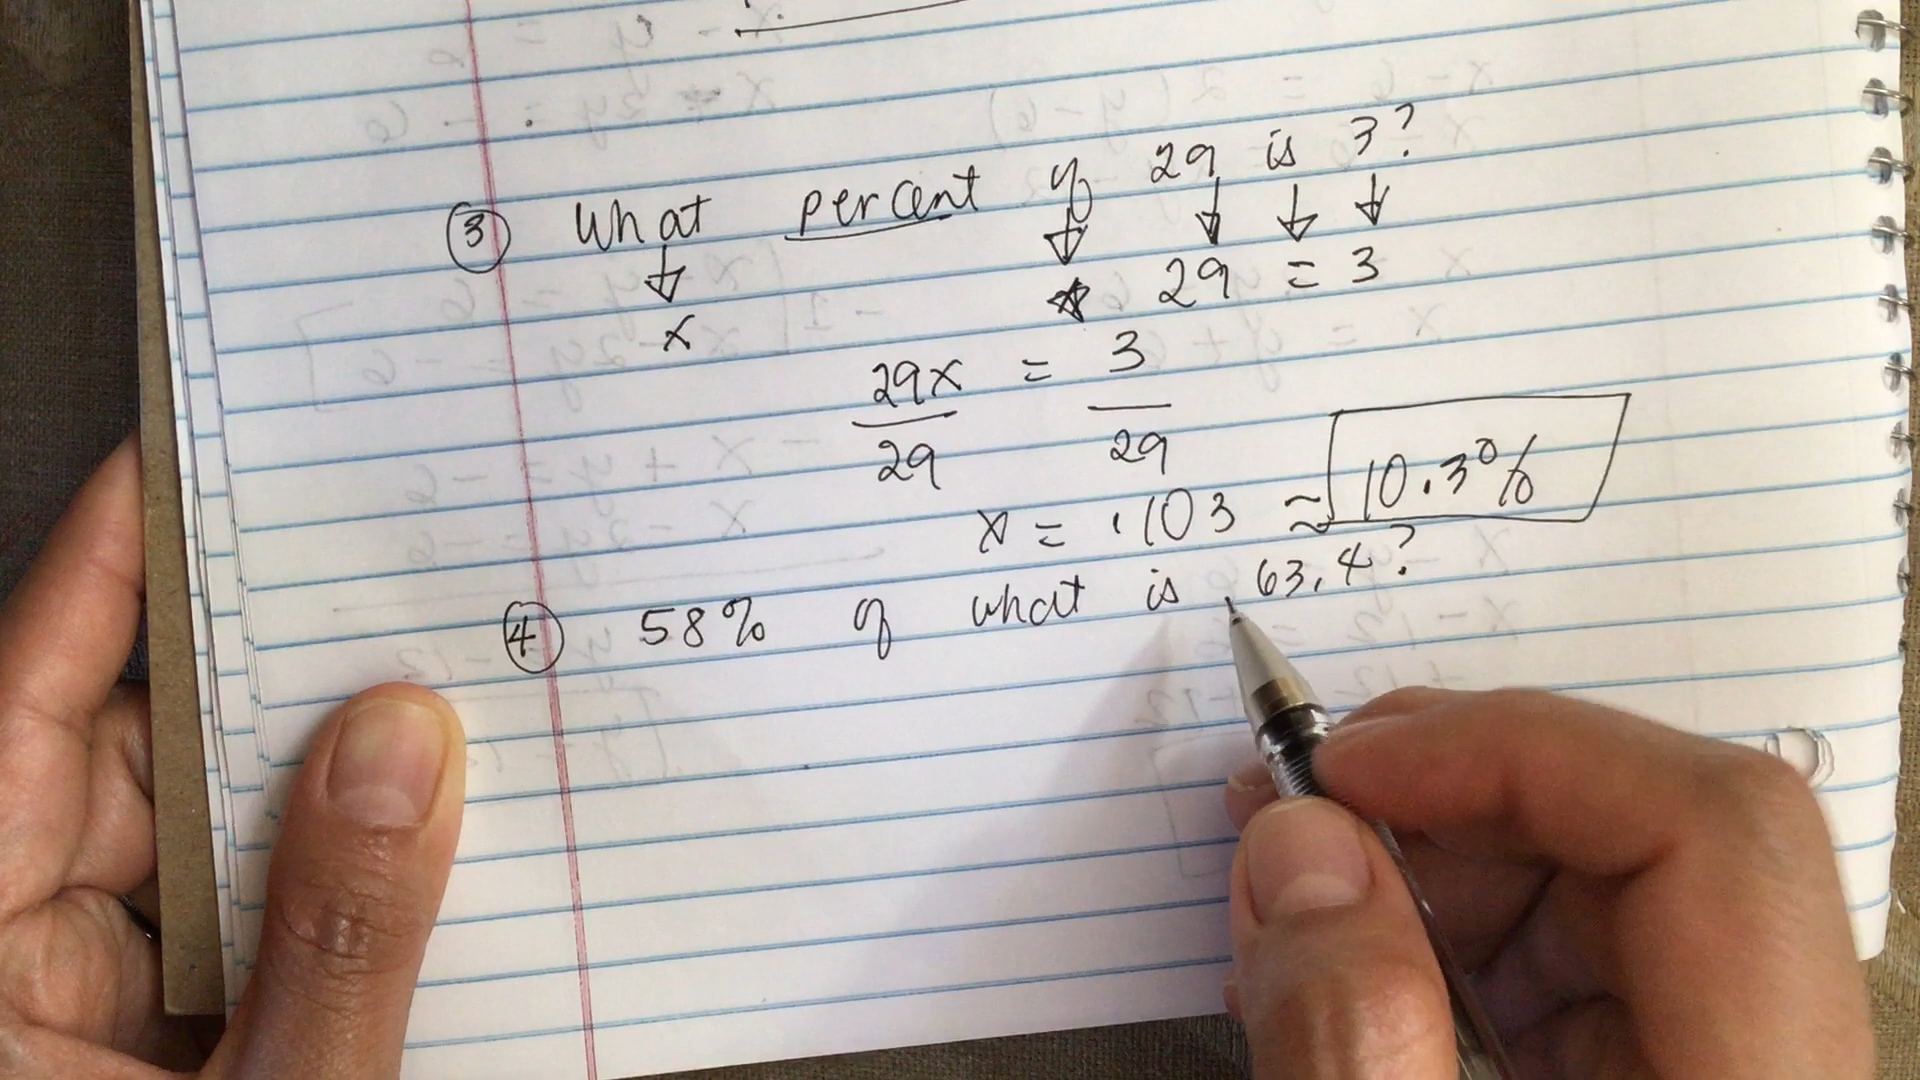 ③ What percent of 29 is 3?
x * 29 = 3
29x = 3
29 29
x = .103 ≈ 10.3%
④ 58% of what is 63.4?